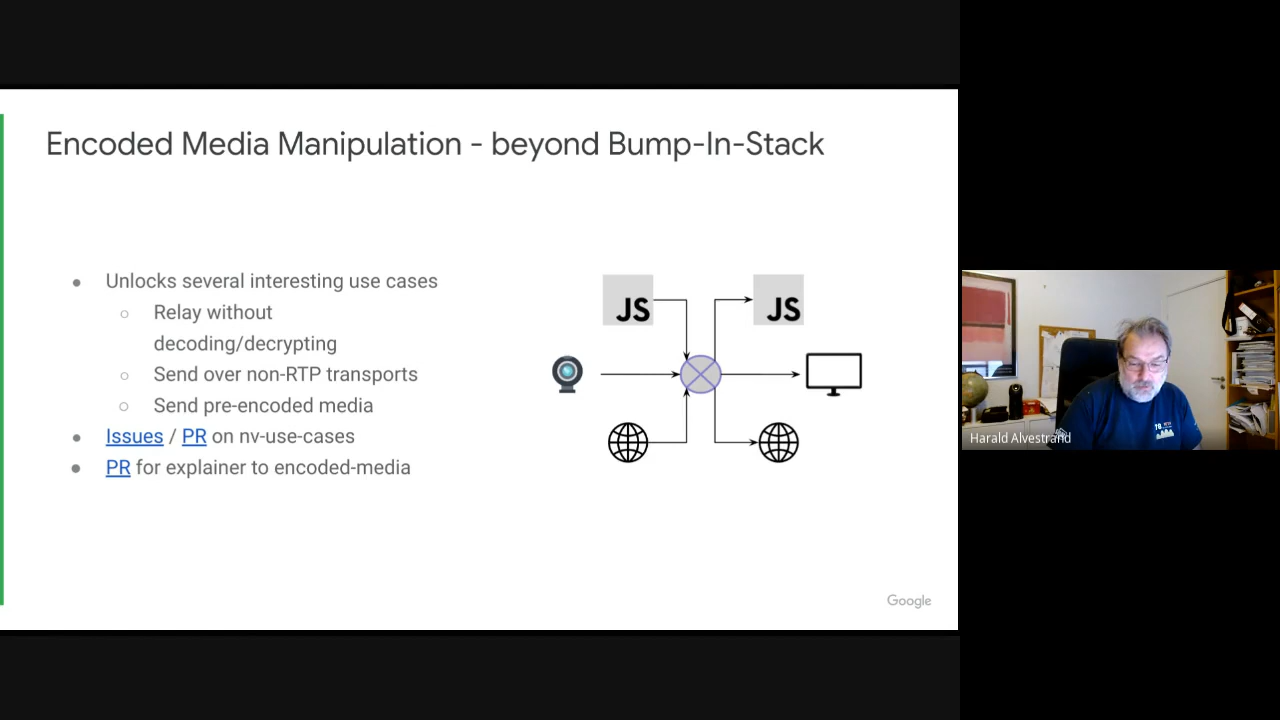 Encoded Media Manipulation - beyond Bump-In-Stack
Unlocks several interesting use cases
Relay without
decoding/decrypting
Send over non-RTP transports
Send pre-encoded media
Issues / PR on nv-use-cases
PR for explainer to encoded-media
JS
JS
Google
Harald Alvestrand